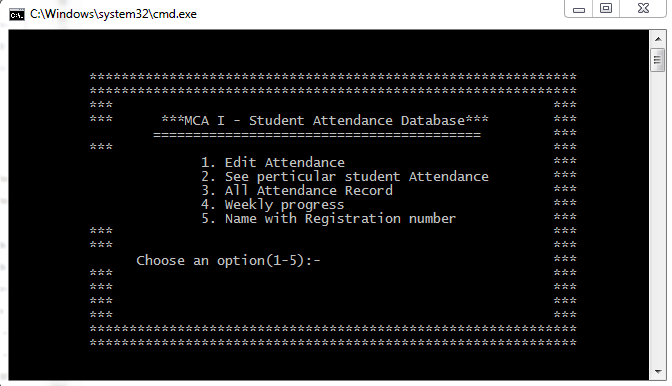 C:\Windows\system32\cmd.exe
*************************************************************
*************************************************************
*** ***
*** ***MCA I - Student Attendance Database*** ***
========================================= ***
*** ***
1. Edit Attendance ***
2. See perticular student Attendance ***
3. All Attendance Record ***
4. Weekly progress ***
5. Name with Registration number ***
*** ***
*** ***
Choose an option(1-5):- ***
*** ***
*** ***
*** ***
*** ***
*************************************************************
*************************************************************